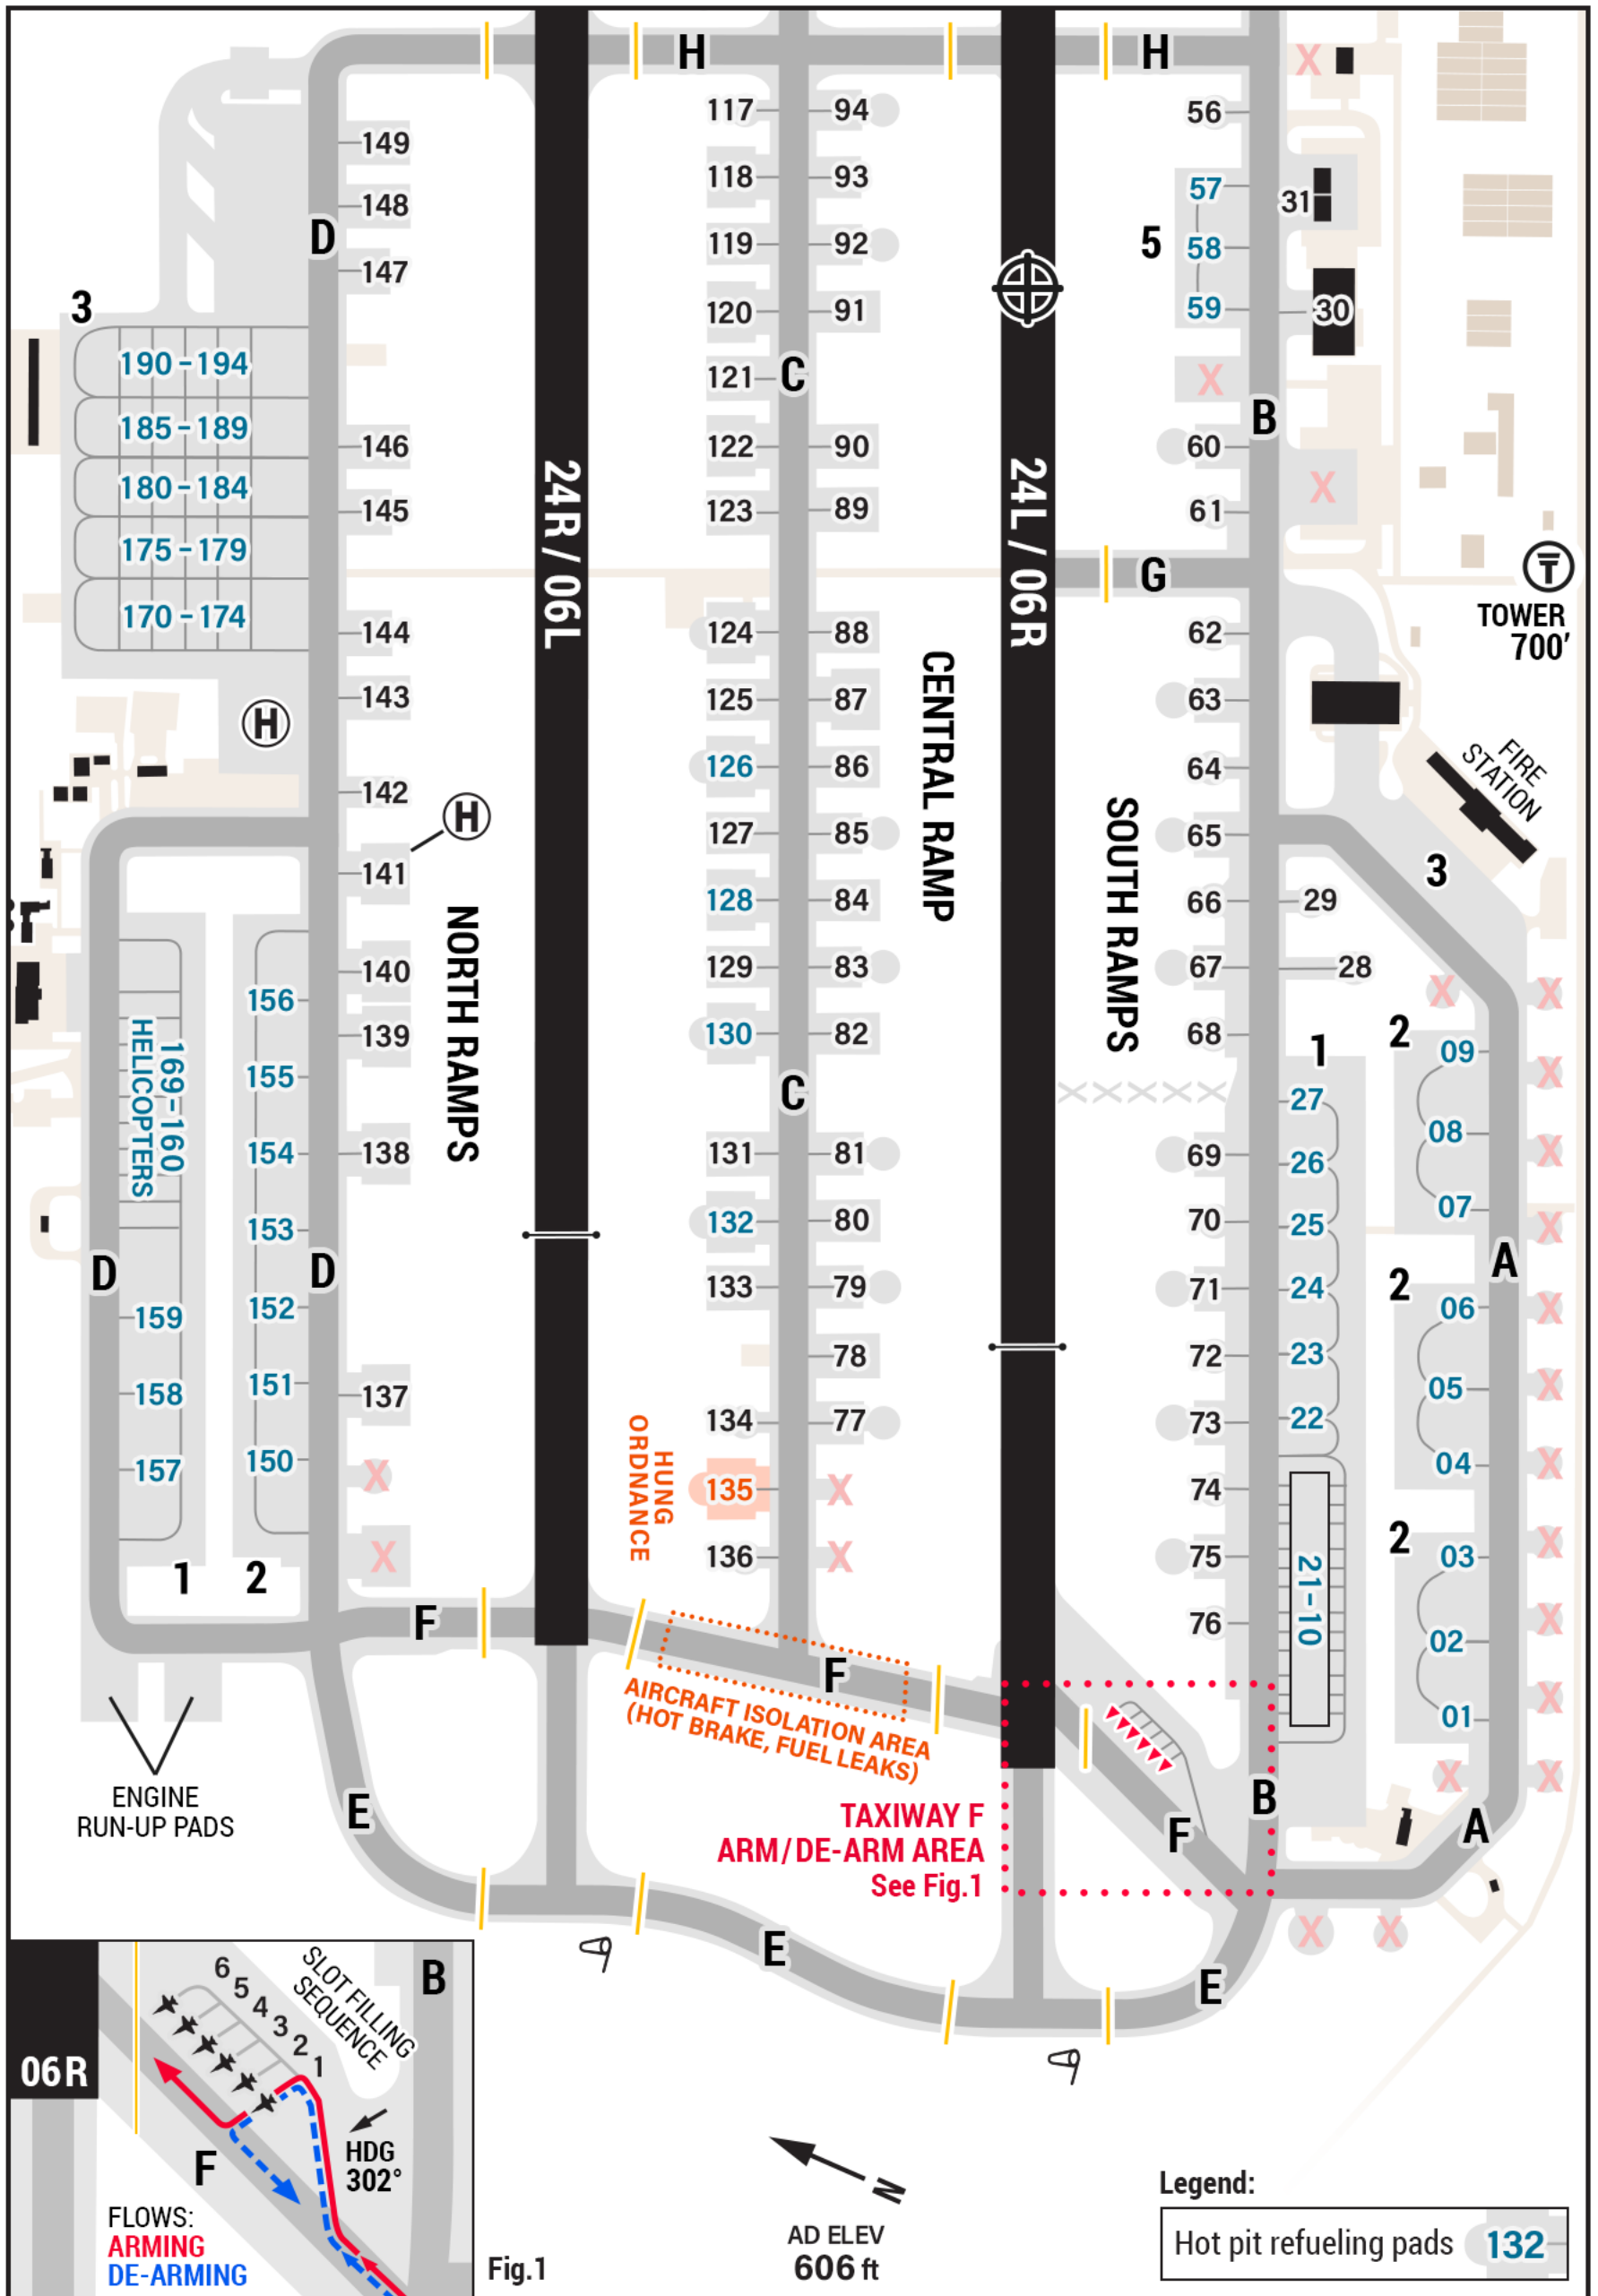 H
H
117
94
56
149
118
93
57
31
148
D
119
92
5
58
147
3
120
91
59
30
190-194
121
C
X
B
185-189
146
122
90
60
180-184
24R / 06L
24L / 06R
X
145
123
89
61
175-179
G
T
TOWER
700′
170-174
144
124
88
62
143
125
87
63
H
CENTRAL RAMP
FIRE
STATION
126
86
64
142
H
127
85
SOUTH RAMPS
65
141
3
128
84
66
29
NORTH RAMPS
140
129
83
67
28
156
139
130
82
68
1
2
09
HELICOPTERS
169-160
155
C
XXXXX
27
08
154
138
131
81
69
26
07
153
132
80
70
25
D
D
A
159
152
133
79
71
24
2
06
78
72
23
05
158
151
137
134
77
73
22
157
150
X
HUNG
ORDNANCE
135
X
74
04
X
136
X
75
21-10
2
03
1
2
F
76
02
F
AIRCRAFT ISOLATION AREA
(HOT BRAKE, FUEL LEAKS)
01
ENGINE
RUN-UP PADS
E
TAXIWAY F
ARM/DE-ARM AREA
See Fig.1
F
B
A
E
E
X
X
06R
6
5
4
3
2
1
SLOT FILLING
SEQUENCE
B
HDG
302°
F
FLOWS:
ARMING
DE-ARMING
Fig.1
N
AD ELEV
606 ft
Legend:
Hot pit refueling pads 132